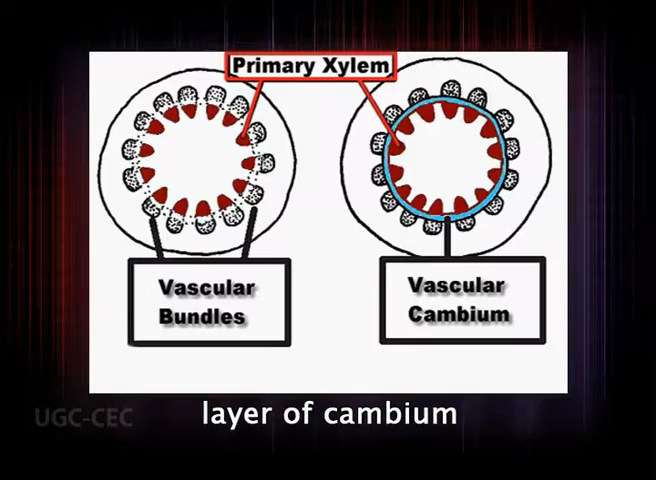 Primary Xylem
Vascular
Bundles
Vascular
Cambium
UGC-CEC
layer of cambium